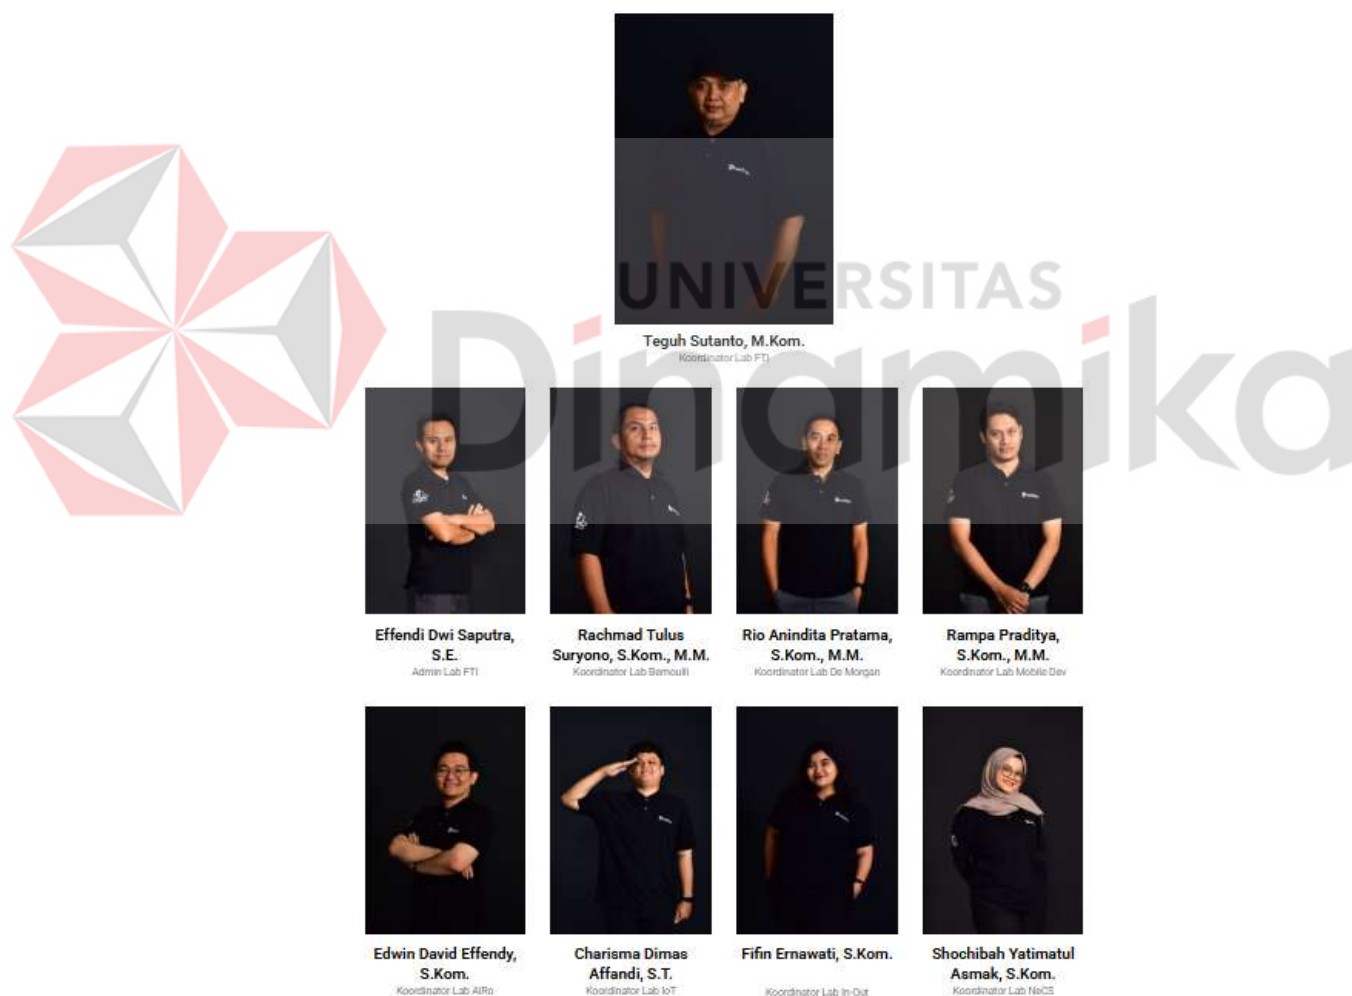 UNIVERSITAS
Dinamika
Teguh Sutanto, M.Kom.
Koordinator Lab FTI
Effendi Dwi Saputra,
S.E.
Admin Lab FTI
Rachmad Tulus
Suryono, S.Kom., M.M.
Koordinator Lab Bernoulli
Rio Anindita Pratama,
S.Kom., M.M.
Koordinator Lab De Morgan
Rampa Praditya,
S.Kom., M.M.
Koordinator Lab Mobile Dev
Edwin David Effendy,
S.Kom.
Koordinator Lab AIRo
Charisma Dimas
Affandi, S.T.
Koordinator Lab IoT
Fifin Ernawati, S.Kom.
Koordinator Lab In-Out
Shochibah Yatimatul
Asmak, S.Kom.
Koordinator Lab NeCS